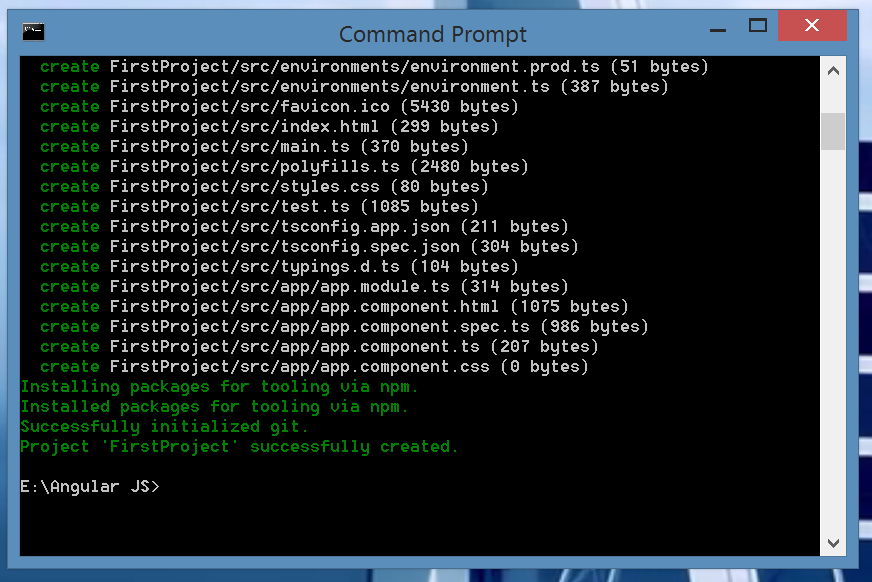 Command Prompt
create FirstProject/src/environments/environment.prod.ts (51 bytes)
create FirstProject/src/environments/environment.ts (387 bytes)
create FirstProject/src/favicon.ico (5430 bytes)
create FirstProject/src/index.html (299 bytes)
create FirstProject/src/main.ts (370 bytes)
create FirstProject/src/polyfills.ts (2480 bytes)
create FirstProject/src/styles.css (80 bytes)
create FirstProject/src/test.ts (1085 bytes)
create FirstProject/src/tsconfig.app.json (211 bytes)
create FirstProject/src/tsconfig.spec.json (304 bytes)
create FirstProject/src/typings.d.ts (104 bytes)
create FirstProject/src/app/app.module.ts (314 bytes)
create FirstProject/src/app/app.component.html (1075 bytes)
create FirstProject/src/app/app.component.spec.ts (986 bytes)
create FirstProject/src/app/app.component.ts (207 bytes)
create FirstProject/src/app/app.component.css (0 bytes)
Installing packages for tooling via npm.
Installed packages for tooling via npm.
Successfully initialized git.
Project 'FirstProject' successfully created.
E:\Angular JS>